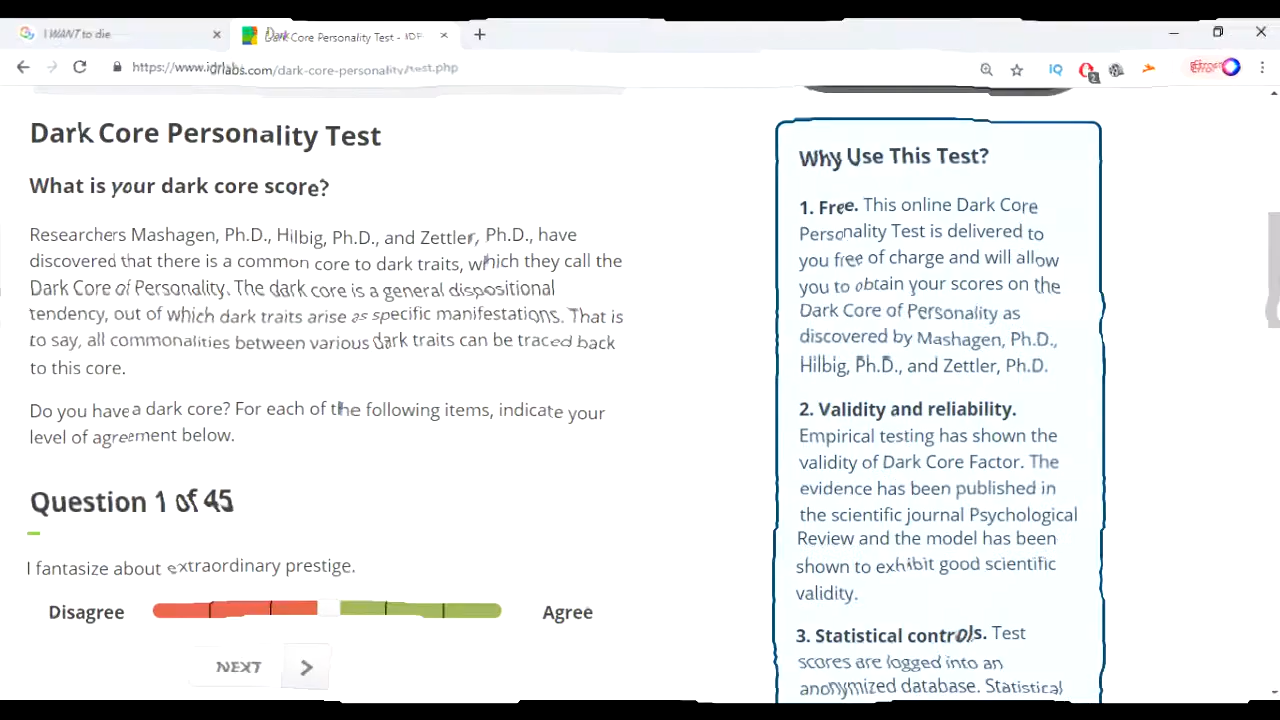 I WANT to die
Dark Core Personality Test - IDR
https://www.idrlabs.com/dark-core-personality/test.php
IQ
2
Error
Dark Core Personality Test
What is your dark core score?
Researchers Mashagen, Ph.D., Hilbig, Ph.D., and Zettler, Ph.D., have
discovered that there is a common core to dark traits, which they call the
Dark Core of Personality. The dark core is a general dispositional
tendency, out of which dark traits arise as specific manifestations. That is
to say, all commonalities between various dark traits can be traced back
to this core.
Do you have a dark core? For each of the following items, indicate your
level of agreement below.
Question 1 of 45
I fantasize about extraordinary prestige.
Disagree
Agree
NEXT
Why Use This Test?
1. Free. This online Dark Core
Personality Test is delivered to
you free of charge and will allow
you to obtain your scores on the
Dark Core of Personality as
discovered by Mashagen, Ph.D.,
Hilbig, Ph.D., and Zettler, Ph.D.
2. Validity and reliability.
Empirical testing has shown the
validity of Dark Core Factor. The
evidence has been published in
the scientific journal Psychological
Review and the model has been
shown to exhibit good scientific
validity.
3. Statistical controls. Test
scores are logged into an
anonymized database. Statistical